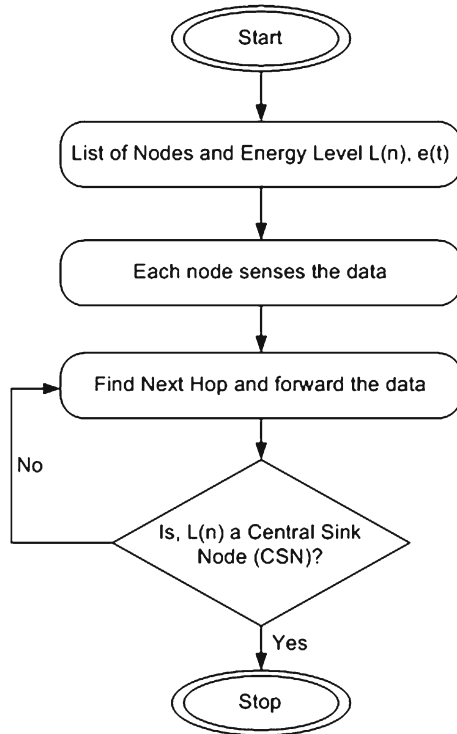 Start
List of Nodes and Energy Level L(n), e(t)
Each node senses the data
Find Next Hop and forward the data
No
Is, L(n) a Central Sink
Node (CSN)?
Yes
Stop